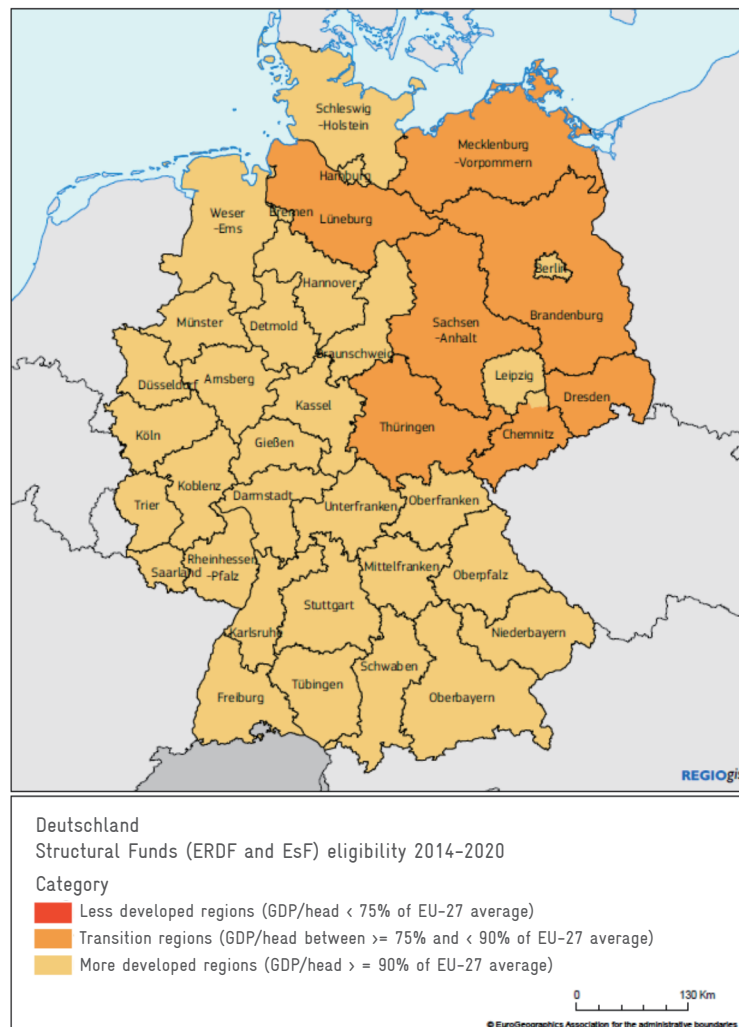 Schleswig
-Holstein
Mecklenburg
-Vorpommern
Hamburg
Bremen
Lüneburg
Weser
-Ems
Berlin
Hannover
Brandenburg
Münster
Detmold
Sachsen
-Anhalt
Braunschweig
Leipzig
Düsseldorf
Arnsberg
Dresden
Kassel
Thüringen
Chemnitz
Köln
Gießen
Koblenz
Darmstadt
Trier
Unterfranken
Oberfranken
Rheinhessen
-Pfalz
Saarland
Mittelfranken
Oberpfalz
Stuttgart
Karlsruhe
Niederbayern
Schwaben
Tübingen
Freiburg
Oberbayern
REGIOgis
Deutschland
Structural Funds (ERDF and EsF) eligibility 2014-2020
Category
Less developed regions (GDP/head < 75% of EU-27 average)
Transition regions (GDP/head between >= 75% and < 90% of EU-27 average)
More developed regions (GDP/head > = 90% of EU-27 average)
0 130 Km
© EuroGeographics Association for the administrative boundaries